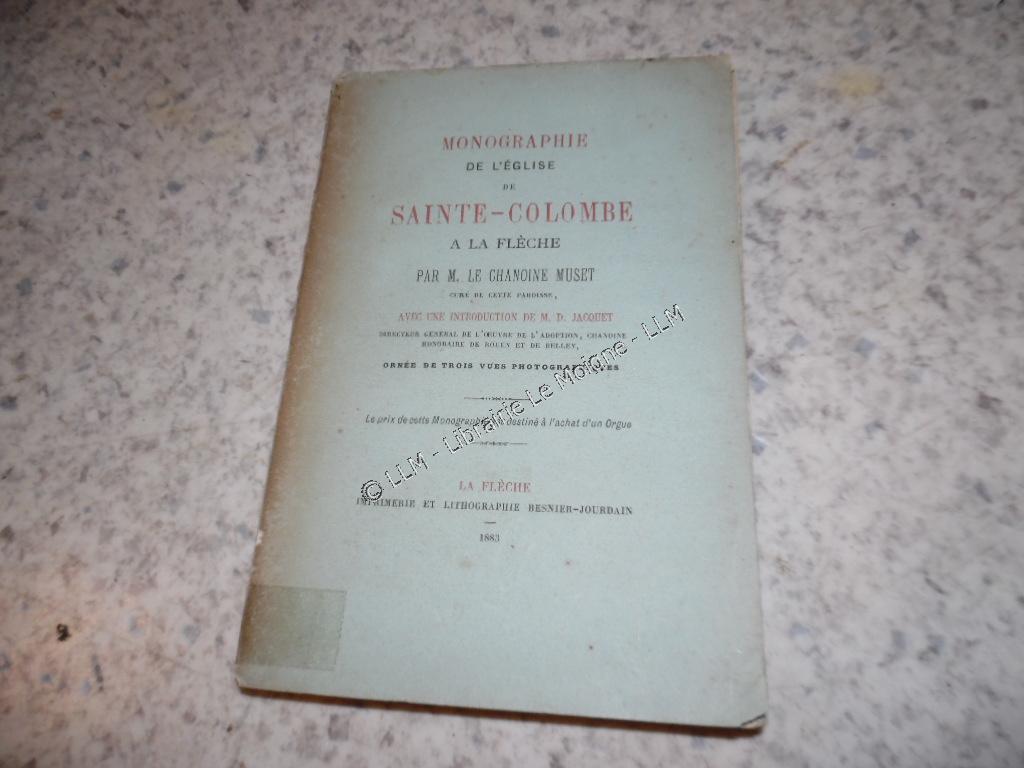 MONOGRAPHIE
DE L'ÉGLISE
DE
SAINTE-COLOMBE
A LA FLÈCHE
PAR M. LE CHANOINE MUSET
CURÉ DE CETTE PAROISSE,
AVEC UNE INTRODUCTION DE M. D. JACQUET
DIRECTEUR GÉNÉRAL DE L'ŒUVRE DE L'ADOPTION, CHANOINE
HONORAIRE DE ROUEN ET DE BELLEY,
ORNÉE DE TROIS VUES PHOTOGRAPHIQUES
Le prix de cette Monographie est destiné à l'achat d'un Orgue
LA FLÈCHE
IMPRIMERIE ET LITHOGRAPHIE BESNIER-JOURDAIN
1883
© LLM - Librairie Le Moigne - LLM